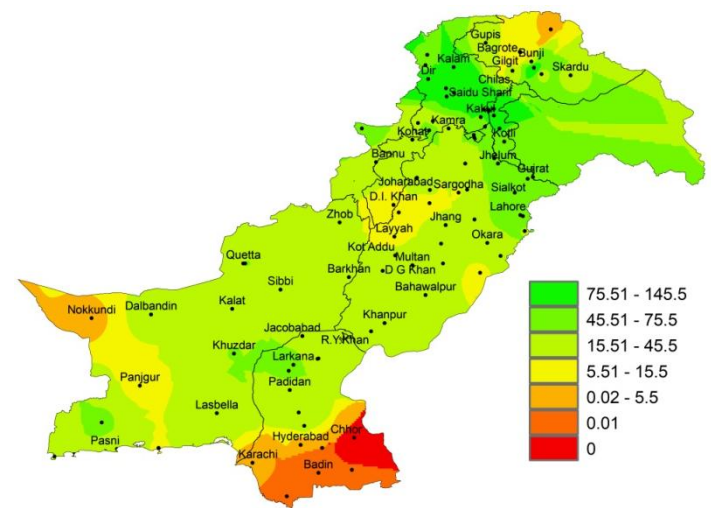 Gupis
Bagrote
Bunji
Kalam
Gilgit
Skardu
Dir
Chilas
Saidu Sharif
Kakul
Kamra
Kohat
Kotli
Bannu
Jhelum
Gujrat
Joharabad
Sargodha
Sialkot
D.I. Khan
Lahore
Zhob
Jhang
Layyah
Okara
Kot Addu
Quetta
Multan
Barkhan
D G Khan
Sibbi
Bahawalpur
Nokkundi
Dalbandin
Kalat
Khanpur
Jacobabad
R.Y.Khan
Khuzdar
Larkana
Panjgur
Padidan
Lasbella
Pasni
Chhor
Hyderabad
Karachi
Badin
75.51 - 145.5
45.51 - 75.5
15.51 - 45.5
5.51 - 15.5
0.02 - 5.5
0.01
0